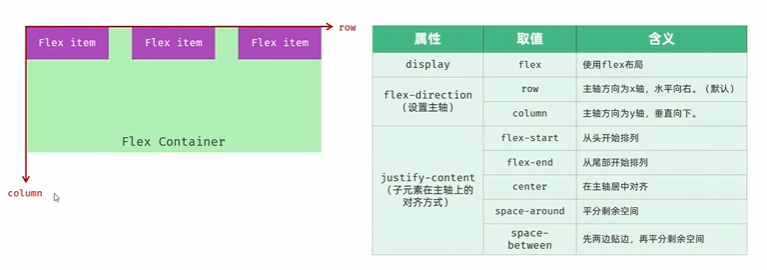 row
Flex item
Flex item
Flex item
Flex Container
column
属性
取值
含义
display
flex
使用flex布局
flex-direction
(设置主轴)
row
主轴方向为x轴，水平向右。(默认)
column
主轴方向为y轴，垂直向下。
justify-content
(子元素在主轴上的
对齐方式)
flex-start
从头开始排列
flex-end
从尾部开始排列
center
在主轴居中对齐
space-around
平分剩余空间
space-
between
先两边贴边，再平分剩余空间